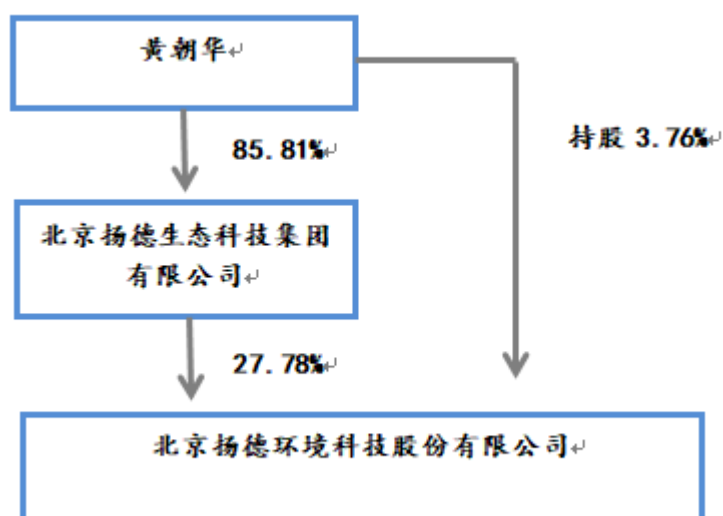 黄朝华↵
85.81%↵
持股 3.76%↵
北京扬德生态科技集团
有限公司↵
27.78%↵
北京扬德环境科技股份有限公司↵